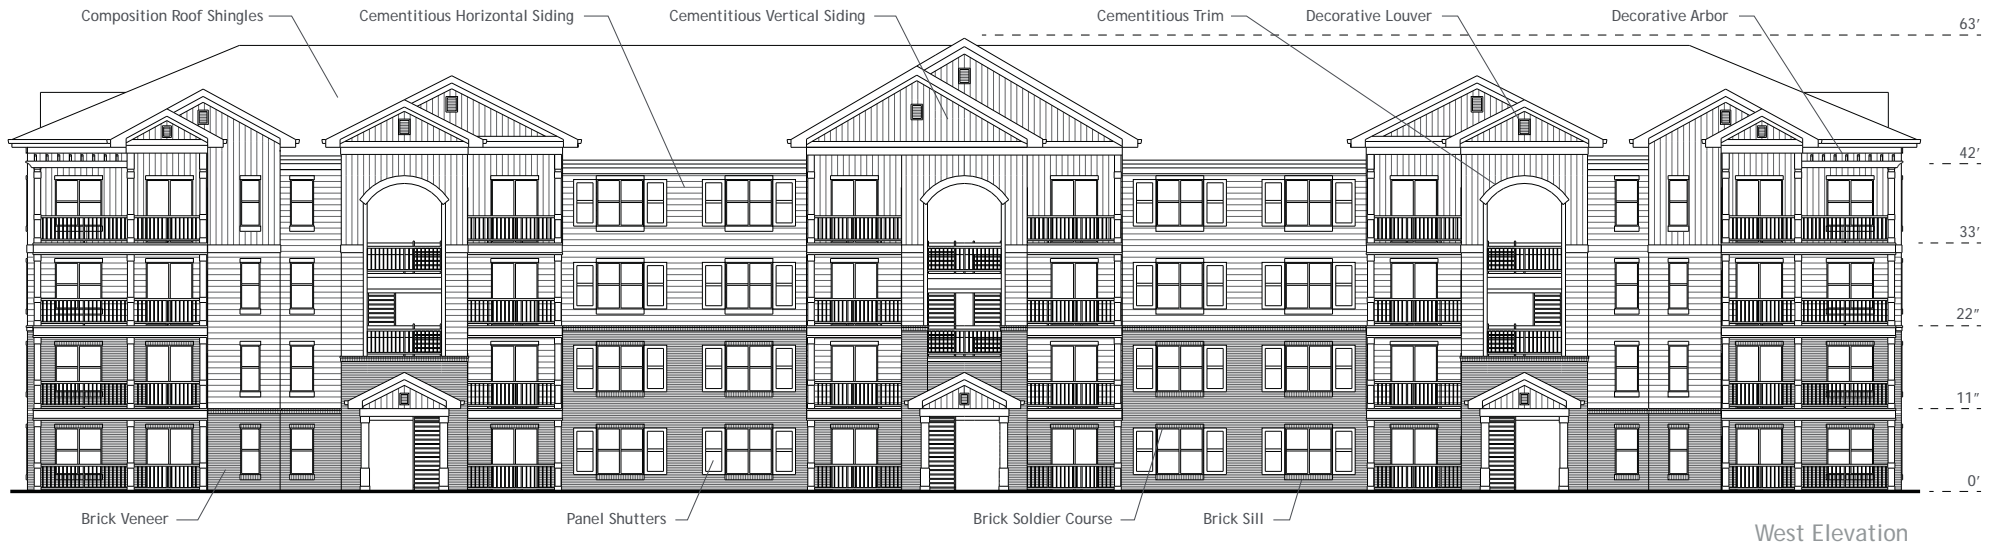 Composition Roof Shingles
Cementitious Horizontal Siding
Cementitious Vertical Siding
Cementitious Trim
Decorative Louver
Decorative Arbor
63'
42'
33'
22"
11"
0'
Brick Veneer
Panel Shutters
Brick Soldier Course
Brick Sill
West Elevation